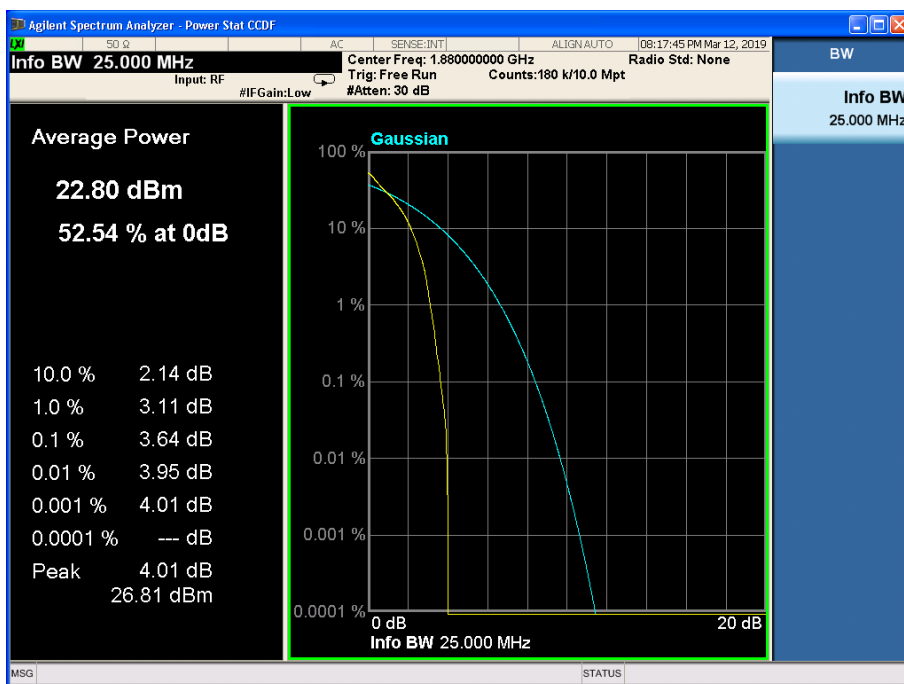 Agilent Spectrum Analyzer - Power Stat CCDF
LXI 50 Ω AC SENSE:INT ALIGN AUTO 08:17:45 PM Mar 12, 2019
Info BW 25.000 MHz
Input: RF
#IFGain:Low
Center Freq: 1.880000000 GHz
Radio Std: None
Trig: Free Run
Counts:180 k/10.0 Mpt
#Atten: 30 dB
BW
Info BW
25.000 MHz
Average Power
22.80 dBm
52.54 % at 0dB
10.0 % 2.14 dB
1.0 % 3.11 dB
0.1 % 3.64 dB
0.01 % 3.95 dB
0.001 % 4.01 dB
0.0001 % --- dB
Peak 4.01 dB
26.81 dBm
Gaussian
100 %
10 %
1 %
0.1 %
0.01 %
0.001 %
0.0001 %
0 dB 20 dB
Info BW 25.000 MHz
MSG STATUS